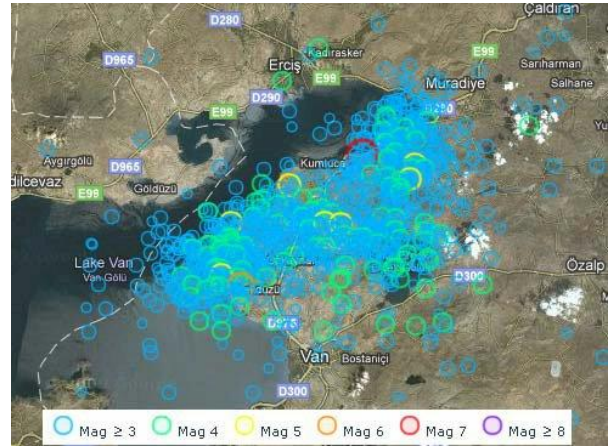 D280
Çaldıran
Kadirasker
D965
E99
Erciş
Sarıharman
E99
Salhane
D290
Muradiye
E99
Aygırgölü
D965
Kumluca
Göldüzü
dilcevaz
E99
Lake Van
Van Gölü
D300
Özalp
D975
Van
Bostaniçi
D300
Mag ≥ 3 Mag 4 Mag 5 Mag 6 Mag 7 Mag ≥ 8